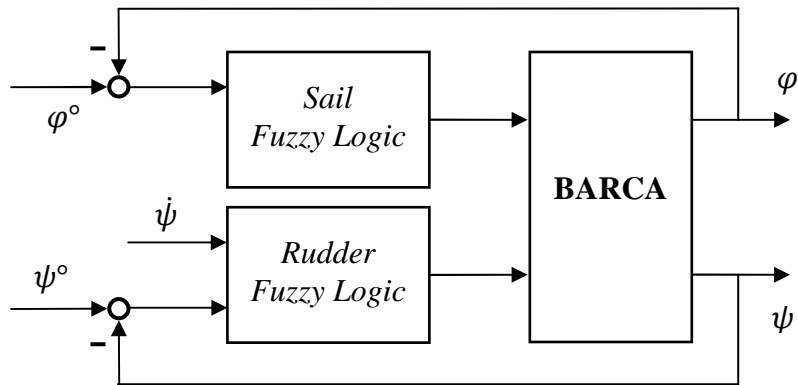 −
φ°
Sail
Fuzzy Logic
φ
BARCA
ψ̇
Rudder
Fuzzy Logic
ψ°
−
ψ